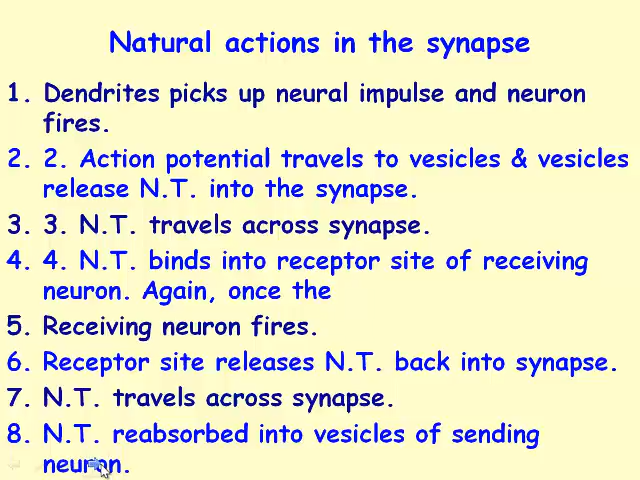 Natural actions in the synapse
1. Dendrites picks up neural impulse and neuron
fires.
2. 2. Action potential travels to vesicles & vesicles
release N.T. into the synapse.
3. 3. N.T. travels across synapse.
4. 4. N.T. binds into receptor site of receiving
neuron. Again, once the
5. Receiving neuron fires.
6. Receptor site releases N.T. back into synapse.
7. N.T. travels across synapse.
8. N.T. reabsorbed into vesicles of sending
neuron.